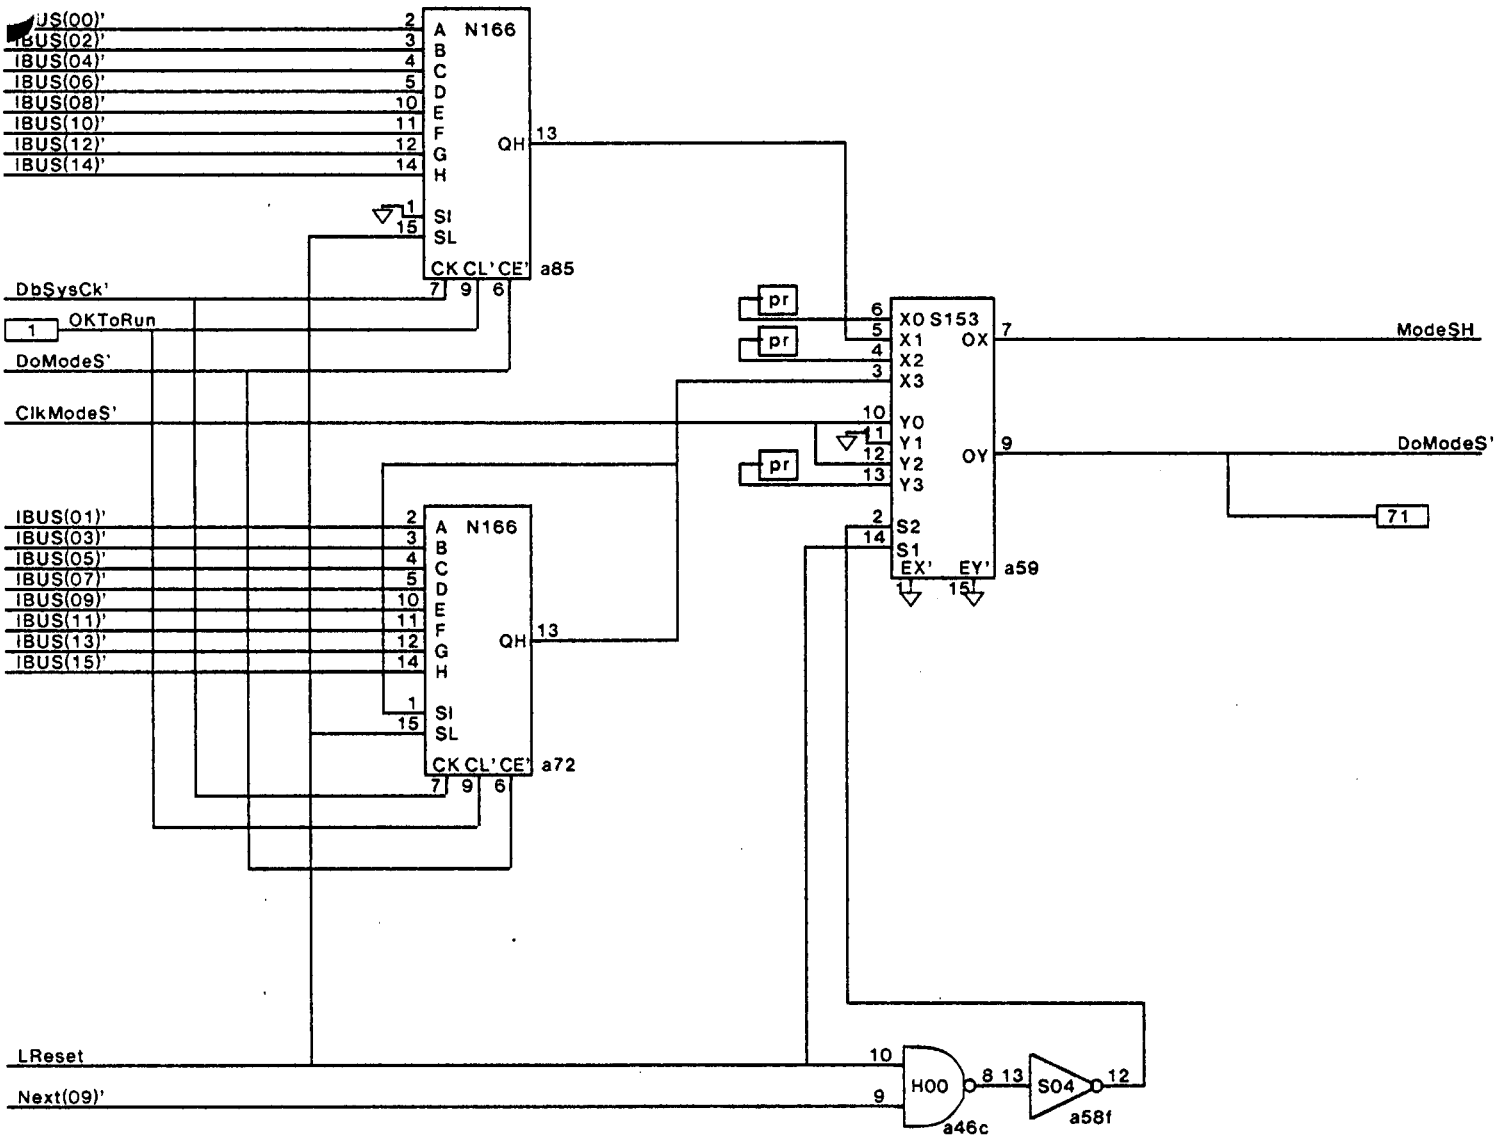 US(00)' 2 A N166
IBUS(02)' 3 B
IBUS(04)' 4 C
IBUS(06)' 5 D
IBUS(08)' 10 E
IBUS(10)' 11 F
IBUS(12)' 12 G QH 13
IBUS(14)' 14 H
1 SI
15 SL
CK CL' CE' a85
7 9 6
DbSysCk'
1 OKToRun
DoModeS'
ClkModeS'
pr
pr
pr
6 X0 S153
5 X1 OX 7 ModeSH
4 X2
3 X3
10 Y0
1 Y1
12 Y2 OY 9 DoModeS'
13 Y3
71
2 S2
14 S1
EX' EY' a59
1 15
IBUS(01)' 2 A N166
IBUS(03)' 3 B
IBUS(05)' 4 C
IBUS(07)' 5 D
IBUS(09)' 10 E
IBUS(11)' 11 F
IBUS(13)' 12 G QH 13
IBUS(15)' 14 H
1 SI
15 SL
CK CL' CE' a72
7 9 6
LReset 10
Next(09)' 9
H00 8 13 S04 12
a46c a58f